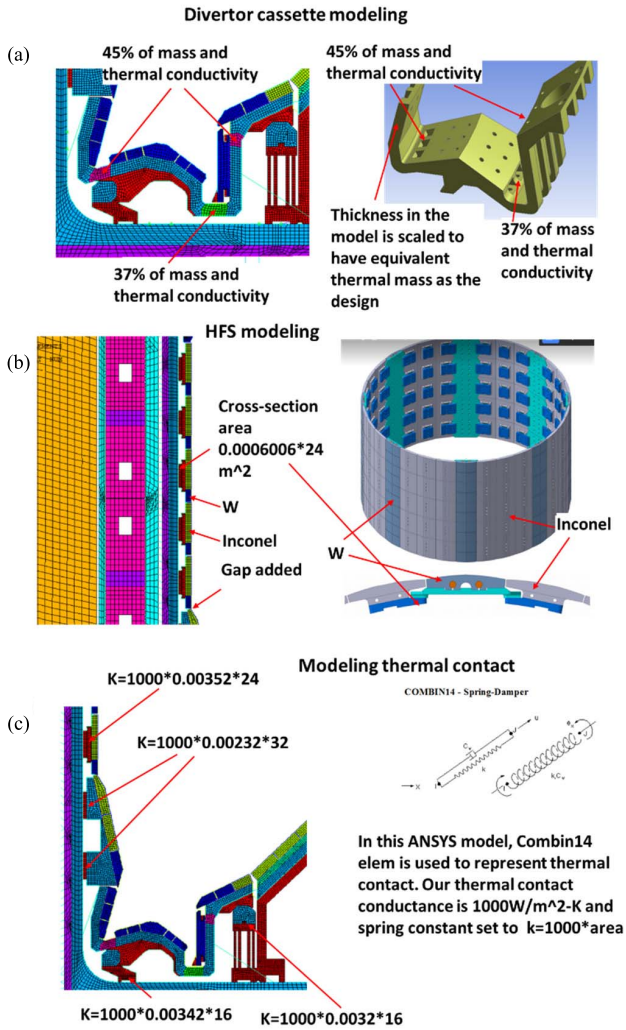 Divertor cassette modeling
(a)
45% of mass and
thermal conductivity
45% of mass and
thermal conductivity
37% of mass and
thermal conductivity
Thickness in the
model is scaled to
have equivalent
thermal mass as the
design
37% of mass
and thermal
conductivity
HFS modeling
(b)
Cross-section
area
0.0006006*24
m^2
W
Inconel
Gap added
W
Inconel
Modeling thermal contact
(c)
K=1000*0.00352*24
K=1000*0.00232*32
K=1000*0.00342*16
K=1000*0.0032*16
COMBIN14 - Spring-Damper
X
I
J
u
k
In this ANSYS model, Combin14
elem is used to represent thermal
contact. Our thermal contact
conductance is 1000W/m^2-K and
spring constant set to k=1000*area